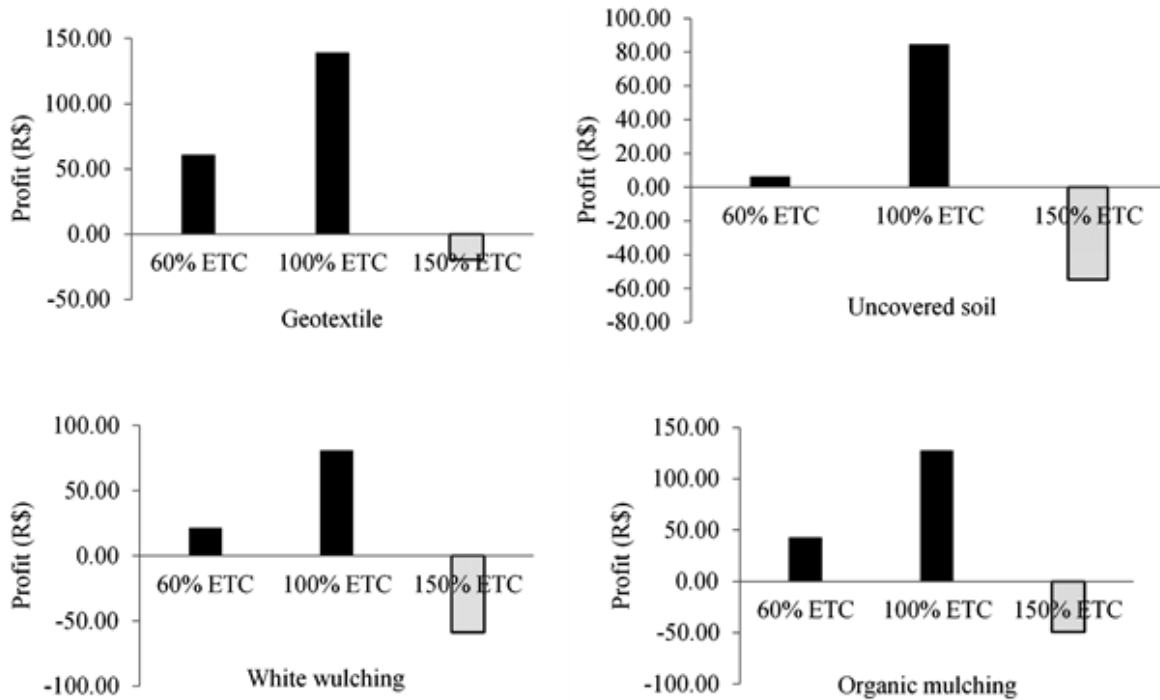 Profit (R$)
150.00
100.00
50.00
0.00
-50.00
60% ETC
100% ETC
150% ETC
Geotextile
Profit (R$)
100.00
80.00
60.00
40.00
20.00
0.00
-20.00
-40.00
-60.00
-80.00
60% ETC
100% ETC
150% ETC
Uncovered soil
Profit (R$)
100.00
50.00
0.00
-50.00
-100.00
60% ETC
100% ETC
150% ETC
White wulching
Profit (R$)
150.00
100.00
50.00
0.00
-50.00
-100.00
60% ETC
100% ETC
150% ETC
Organic mulching